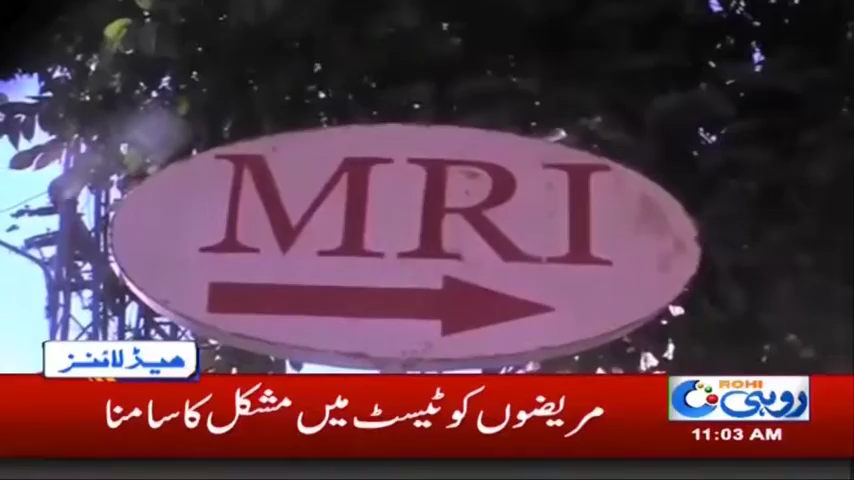 MRI
ہیڈ لائنز
مریضوں کو ٹیسٹ میں مشکل کا سامنا
ROHI
روہی
11:03 AM